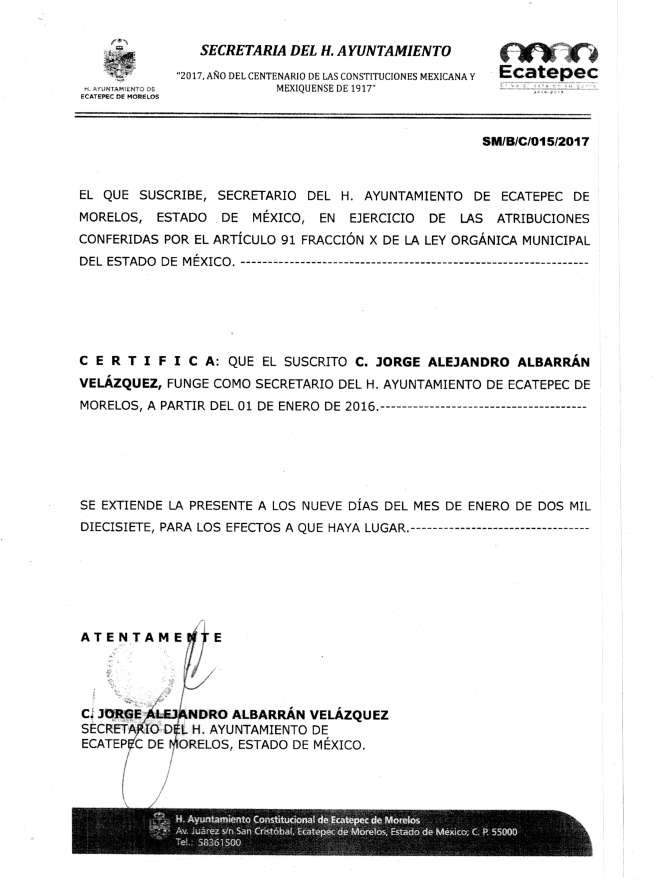 SECRETARIA DEL H. AYUNTAMIENTO
"2017, AÑO DEL CENTENARIO DE LAS CONSTITUCIONES MEXICANA Y
MEXIQUENSE DE 1917"
H. AYUNTAMIENTO DE
ECATEPEC DE MORELOS
Ecatepec
SM/B/C/015/2017
EL QUE SUSCRIBE, SECRETARIO DEL H. AYUNTAMIENTO DE ECATEPEC DE
MORELOS, ESTADO DE MÉXICO, EN EJERCICIO DE LAS ATRIBUCIONES
CONFERIDAS POR EL ARTÍCULO 91 FRACCIÓN X DE LA LEY ORGÁNICA MUNICIPAL
DEL ESTADO DE MÉXICO. ----------------------------------------------------------------
C E R T I F I C A: QUE EL SUSCRITO C. JORGE ALEJANDRO ALBARRÁN
VELÁZQUEZ, FUNGE COMO SECRETARIO DEL H. AYUNTAMIENTO DE ECATEPEC DE
MORELOS, A PARTIR DEL 01 DE ENERO DE 2016.--------------------------------------
SE EXTIENDE LA PRESENTE A LOS NUEVE DÍAS DEL MES DE ENERO DE DOS MIL
DIECISIETE, PARA LOS EFECTOS A QUE HAYA LUGAR.---------------------------------
A T E N T A M E N T E
C. JORGE ALEJANDRO ALBARRÁN VELÁZQUEZ
SECRETARIO DEL H. AYUNTAMIENTO DE
ECATEPEC DE MORELOS, ESTADO DE MÉXICO.
H. Ayuntamiento Constitucional de Ecatepec de Morelos
Av. Juárez s/n San Cristóbal, Ecatepec de Morelos, Estado de México; C. P. 55000
Tel.: 58361500